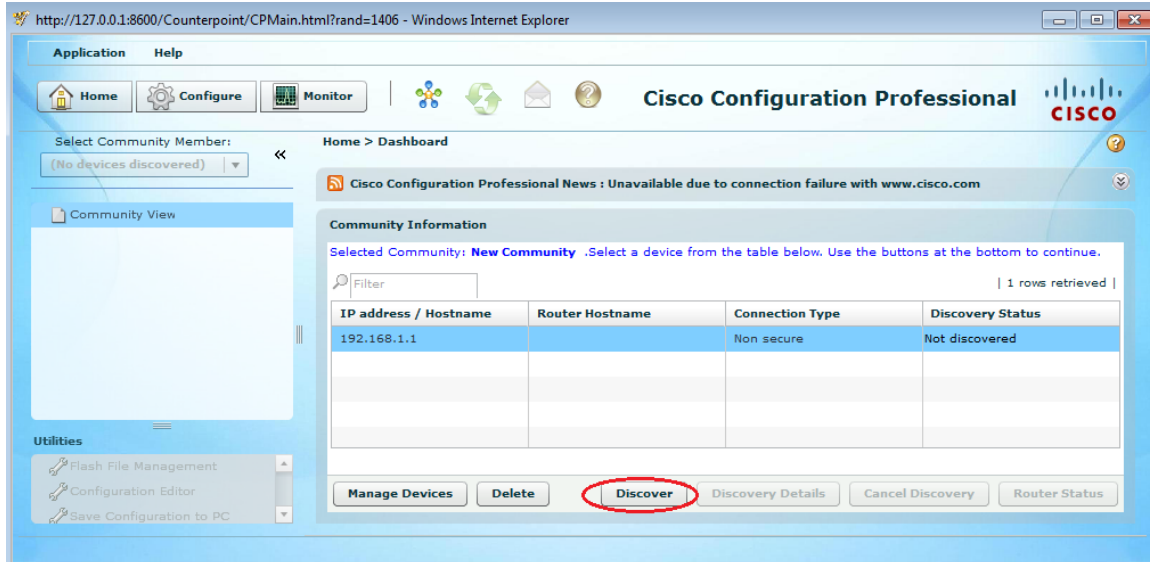 http://127.0.0.1:8600/Counterpoint/CPMain.html?rand=1406 - Windows Internet Explorer
Application Help
Home Configure Monitor Cisco Configuration Professional CISCO
Select Community Member:
(No devices discovered)
Home > Dashboard
Cisco Configuration Professional News : Unavailable due to connection failure with www.cisco.com
Community View
Community Information
Selected Community: New Community .Select a device from the table below. Use the buttons at the bottom to continue.
Filter | 1 rows retrieved |
IP address / Hostname Router Hostname Connection Type Discovery Status
192.168.1.1 Non secure Not discovered
Utilities
Flash File Management
Configuration Editor
Save Configuration to PC
Manage Devices Delete Discover Discovery Details Cancel Discovery Router Status